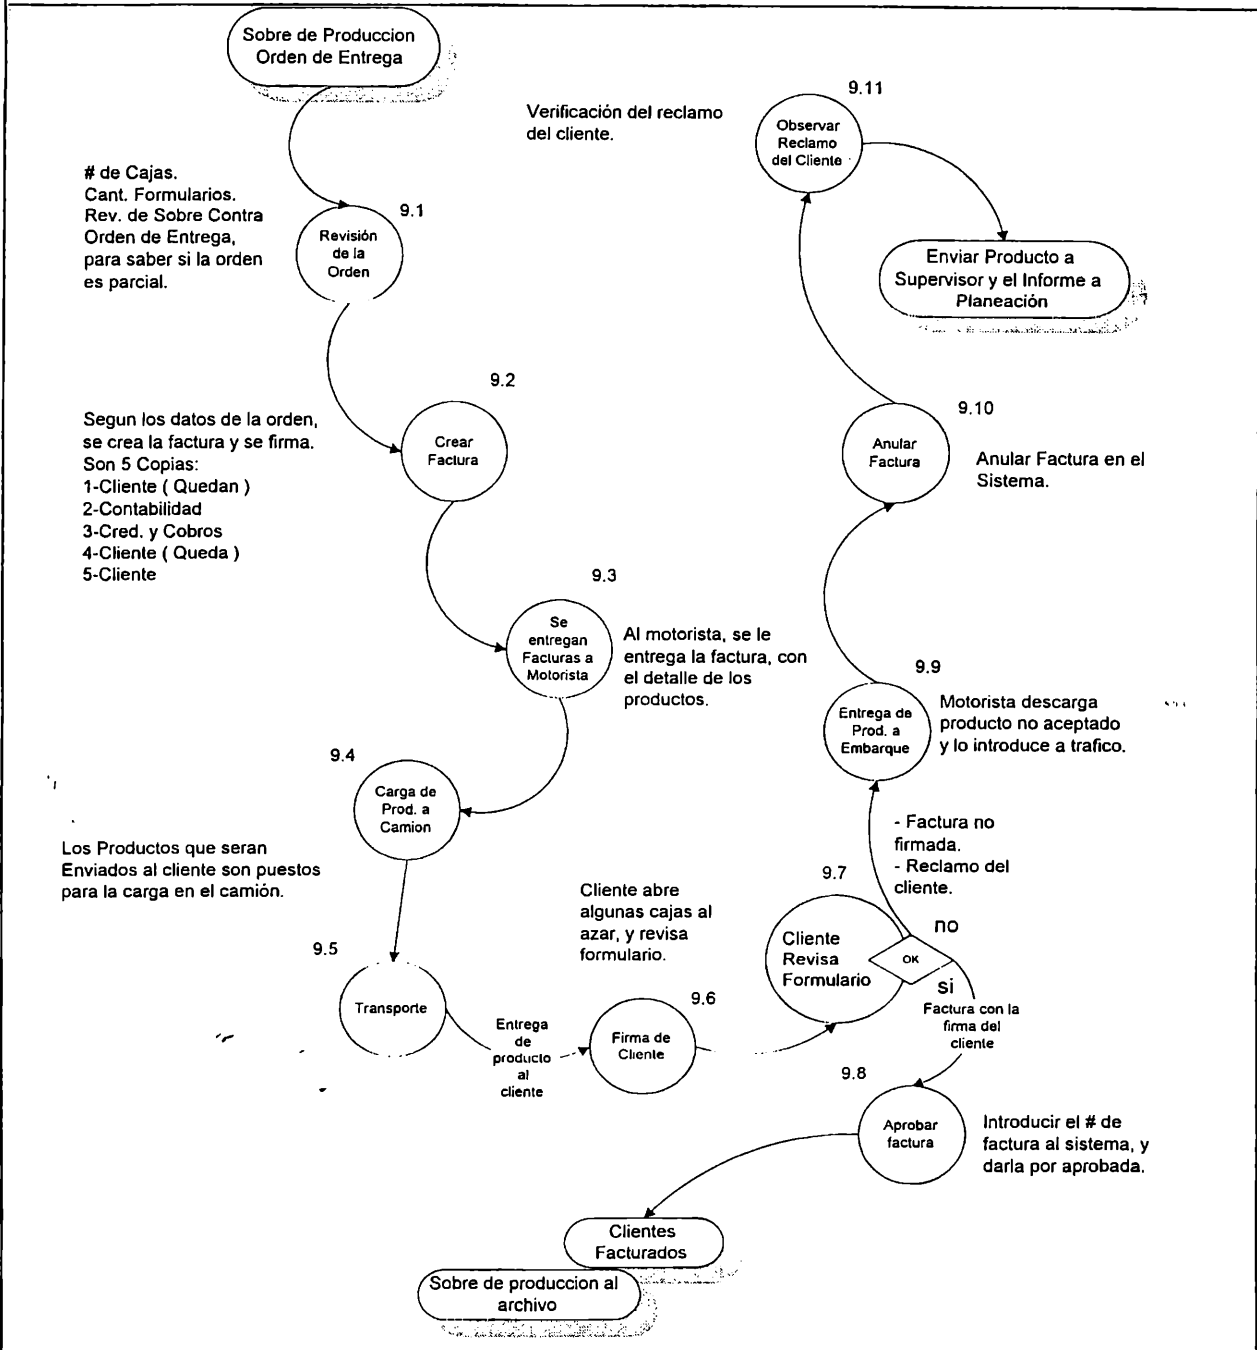 Sobre de Produccion
Orden de Entrega
# de Cajas.
Cant. Formularios.
Rev. de Sobre Contra
Orden de Entrega,
para saber si la orden
es parcial.
9.1
Revisión
de la
Orden
9.2
Segun los datos de la orden,
se crea la factura y se firma.
Son 5 Copias:
1-Cliente ( Quedan )
2-Contabilidad
3-Cred. y Cobros
4-Cliente ( Queda )
5-Cliente
Crear
Factura
9.3
Se
entregan
Facturas a
Motorista
Al motorista, se le
entrega la factura, con
el detalle de los
productos.
9.4
Carga de
Prod. a
Camion
Los Productos que seran
Enviados al cliente son puestos
para la carga en el camión.
9.5
Transporte
Entrega
de
producto
al
cliente
9.6
Firma de
Cliente
Cliente abre
algunas cajas al
azar, y revisa
formulario.
9.7
Cliente
Revisa
Formulario
OK
no
- Factura no
firmada.
- Reclamo del
cliente.
si
Factura con la
firma del
cliente
9.8
Aprobar
factura
Introducir el # de
factura al sistema, y
darla por aprobada.
Clientes
Facturados
Sobre de produccion al
archivo
9.9
Entrega de
Prod. a
Embarque
Motorista descarga
producto no aceptado
y lo introduce a trafico.
9.10
Anular
Factura
Anular Factura en el
Sistema.
9.11
Observar
Reclamo
del Cliente
Verificación del reclamo
del cliente.
Enviar Producto a
Supervisor y el Informe a
Planeación